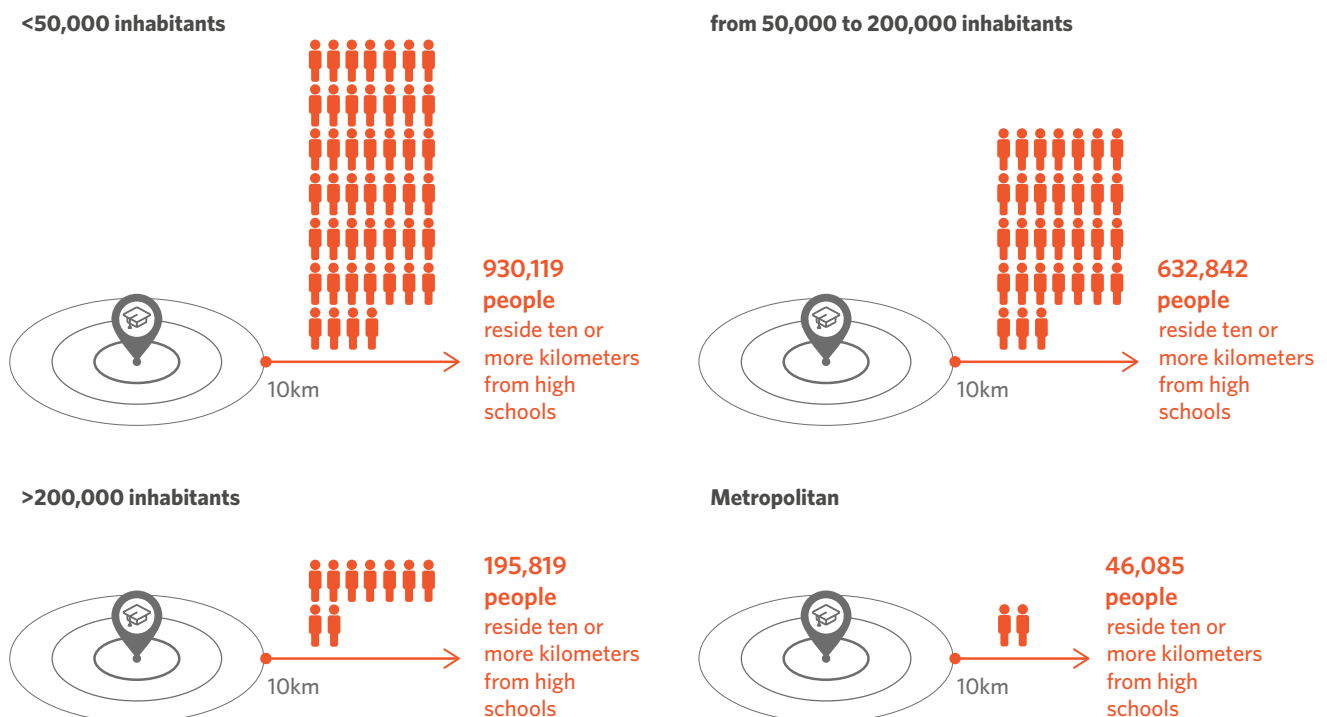 <50,000 inhabitants
930,119
people
reside ten or
more kilometers
from high
schools
10km
from 50,000 to 200,000 inhabitants
632,842
people
reside ten or
more kilometers
from high
schools
10km
>200,000 inhabitants
195,819
people
reside ten or
more kilometers
from high
schools
10km
Metropolitan
46,085
people
reside ten or
more kilometers
from high
schools
10km